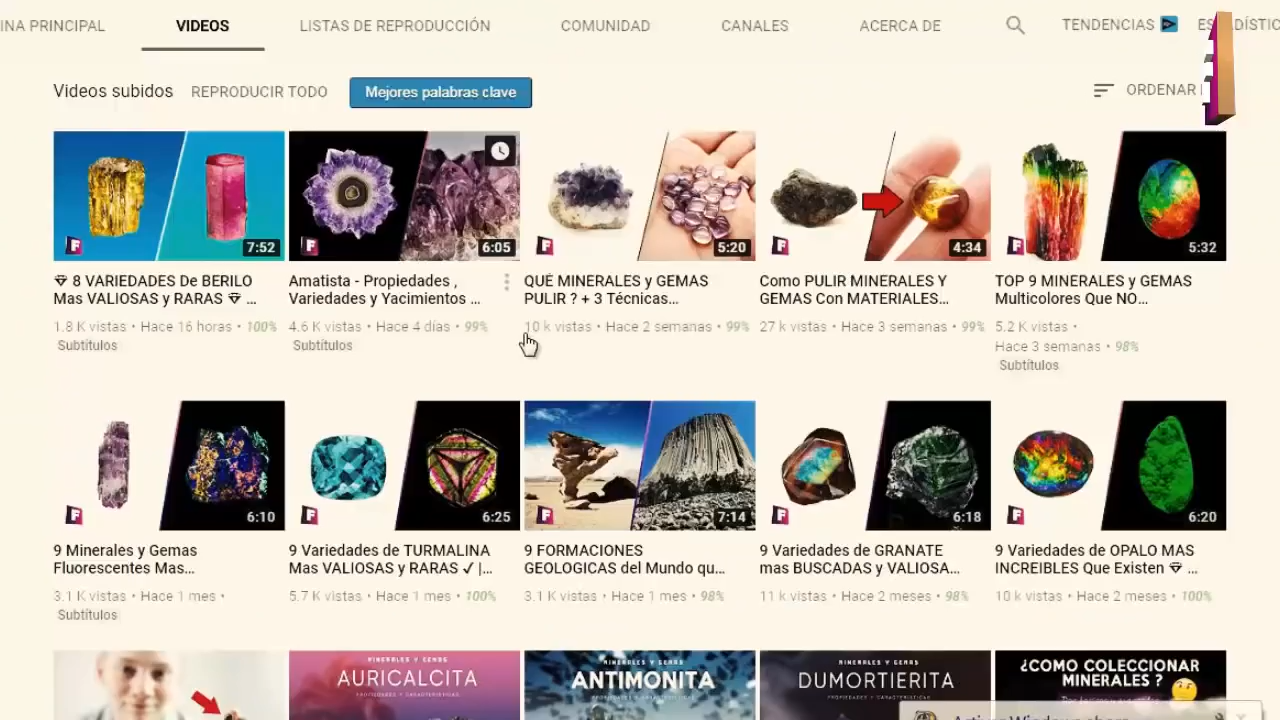 INA PRINCIPAL VIDEOS LISTAS DE REPRODUCCIÓN COMUNIDAD CANALES ACERCA DE TENDENCIAS
Videos subidos REPRODUCIR TODO Mejores palabras clave ORDENAR
7:52 6:05 5:20 4:34 5:32
8 VARIEDADES De BERILO
Mas VALIOSAS y RARAS ...
1.8 K vistas • Hace 16 horas • 100%
Subtítulos
Amatista - Propiedades ,
Variedades y Yacimientos ...
4.6 K vistas • Hace 4 días • 99%
Subtítulos
QUÉ MINERALES y GEMAS
PULIR ? + 3 Técnicas...
10 k vistas • Hace 2 semanas • 99%
Como PULIR MINERALES Y
GEMAS Con MATERIALES...
27 k vistas • Hace 3 semanas • 99%
TOP 9 MINERALES y GEMAS
Multicolores Que NO...
5.2 K vistas •
Hace 3 semanas • 98%
Subtítulos
6:10 6:25 7:14 6:18 6:20
9 Minerales y Gemas
Fluorescentes Mas...
3.1 K vistas • Hace 1 mes •
Subtítulos
9 Variedades de TURMALINA
Mas VALIOSAS y RARAS ✓ |...
5.7 K vistas • Hace 1 mes • 100%
9 FORMACIONES
GEOLOGICAS del Mundo qu...
3.1 K vistas • Hace 1 mes • 98%
9 Variedades de GRANATE
mas BUSCADAS y VALIOSA...
11 k vistas • Hace 2 meses • 98%
9 Variedades de OPALO MAS
INCREIBLES Que Existen ...
10 k vistas • Hace 2 meses • 100%
MINERALES y GEMAS
AURICALCITA
PROPIEDADES Y CARACTERISTICAS
MINERALES y GEMAS
ANTIMONITA
PROPIEDADES Y CARACTERISTICAS
MINERALES y GEMAS
DUMORTIERITA
PROPIEDADES Y CARACTERISTICAS
¿COMO COLECCIONAR
MINERALES ?